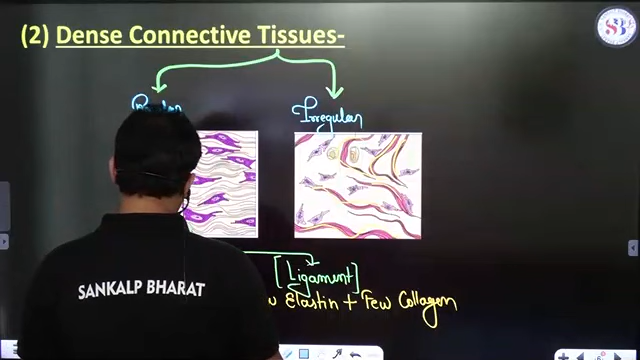 (2) Dense Connective Tissues-
Irregular
[Ligament]
Elastin + Few Collagen
SANKALP BHARAT